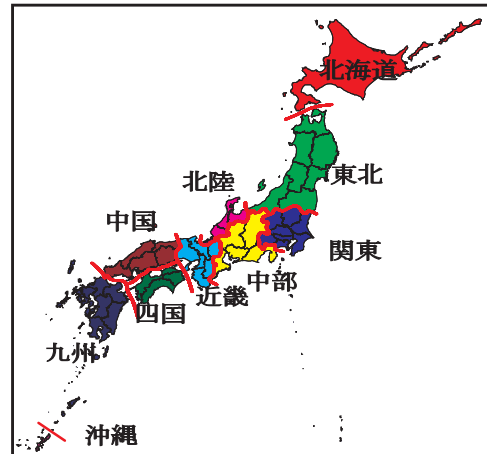 北海道
東北
北陸
中国
関東
中部
近畿
四国
九州
沖縄